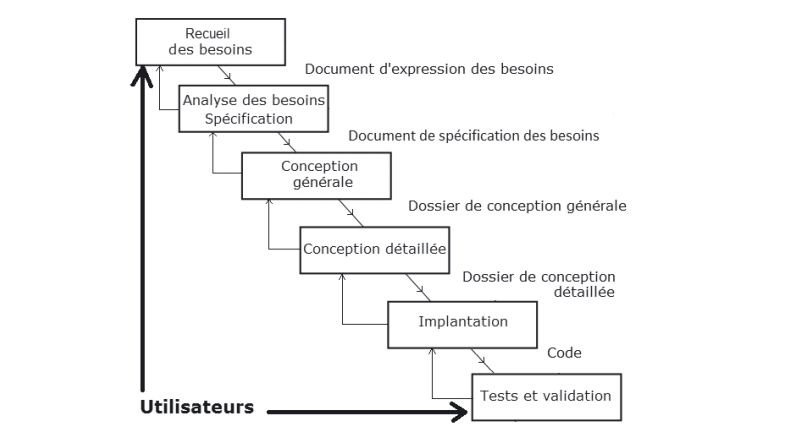 Recueil
des besoins
Document d'expression des besoins
Analyse des besoins
Spécification
Document de spécification des besoins
Conception
générale
Dossier de conception générale
Conception détaillée
Dossier de conception
détaillée
Implantation
Code
Tests et validation
Utilisateurs